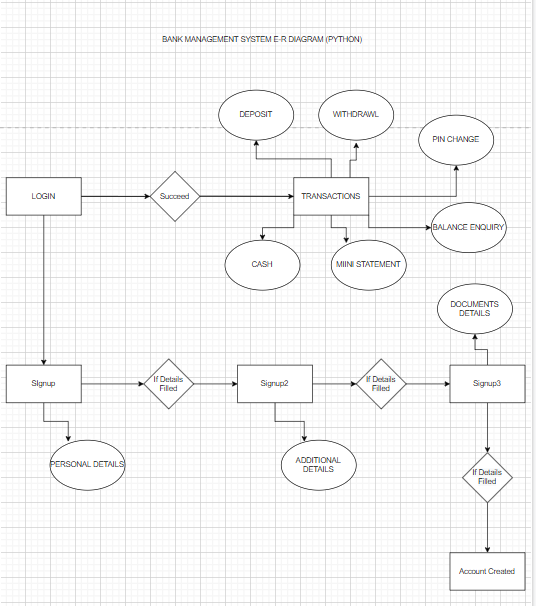 BANK MANAGEMENT SYSTEM E-R DIAGRAM (PYTHON)
DEPOSIT
WITHDRAWL
PIN CHANGE
LOGIN
Succeed
TRANSACTIONS
BALANCE ENQUIRY
CASH
MIINI STATEMENT
DOCUMENTS
DETAILS
SIgnup
If Details
Filled
Signup2
If Details
Filled
Signup3
PERSONAL DETAILS
ADDITIONAL
DETAILS
If Details
Filled
Account Created